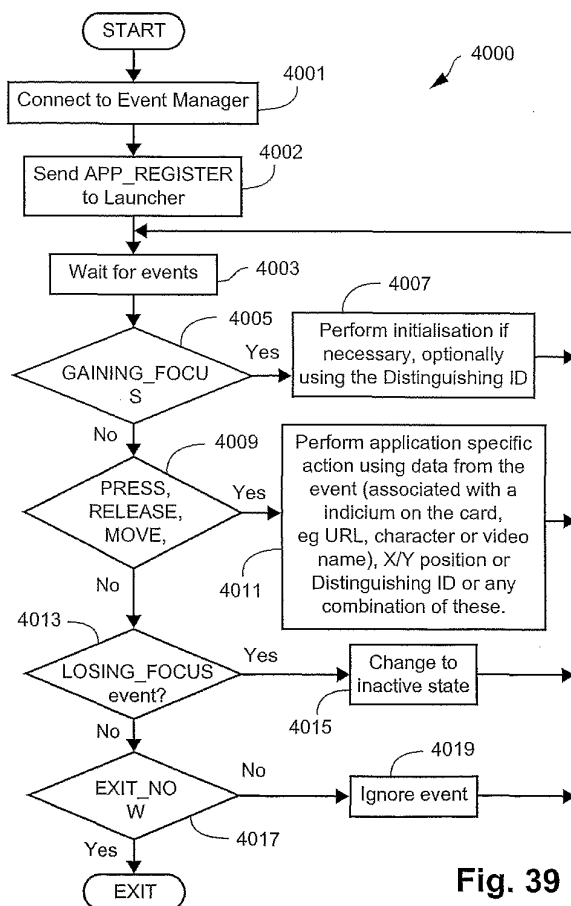 START
4000
4001
Connect to Event Manager
4002
Send APP_REGISTER
to Launcher
Wait for events
4003
4005
4007
GAINING_FOCU
S
Yes
Perform initialisation if
necessary, optionally
using the Distinguishing ID
No
4009
PRESS,
RELEASE,
MOVE,
Yes
Perform application specific
action using data from the
event (associated with a
indicium on the card,
eg URL, character or video
name), X/Y position or
Distinguishing ID or any
combination of these.
4011
No
4013
LOSING_FOCUS
event?
Yes
Change to
inactive state
4015
No
4019
EXIT_NO
W
No
Ignore event
4017
Yes
EXIT
Fig. 39